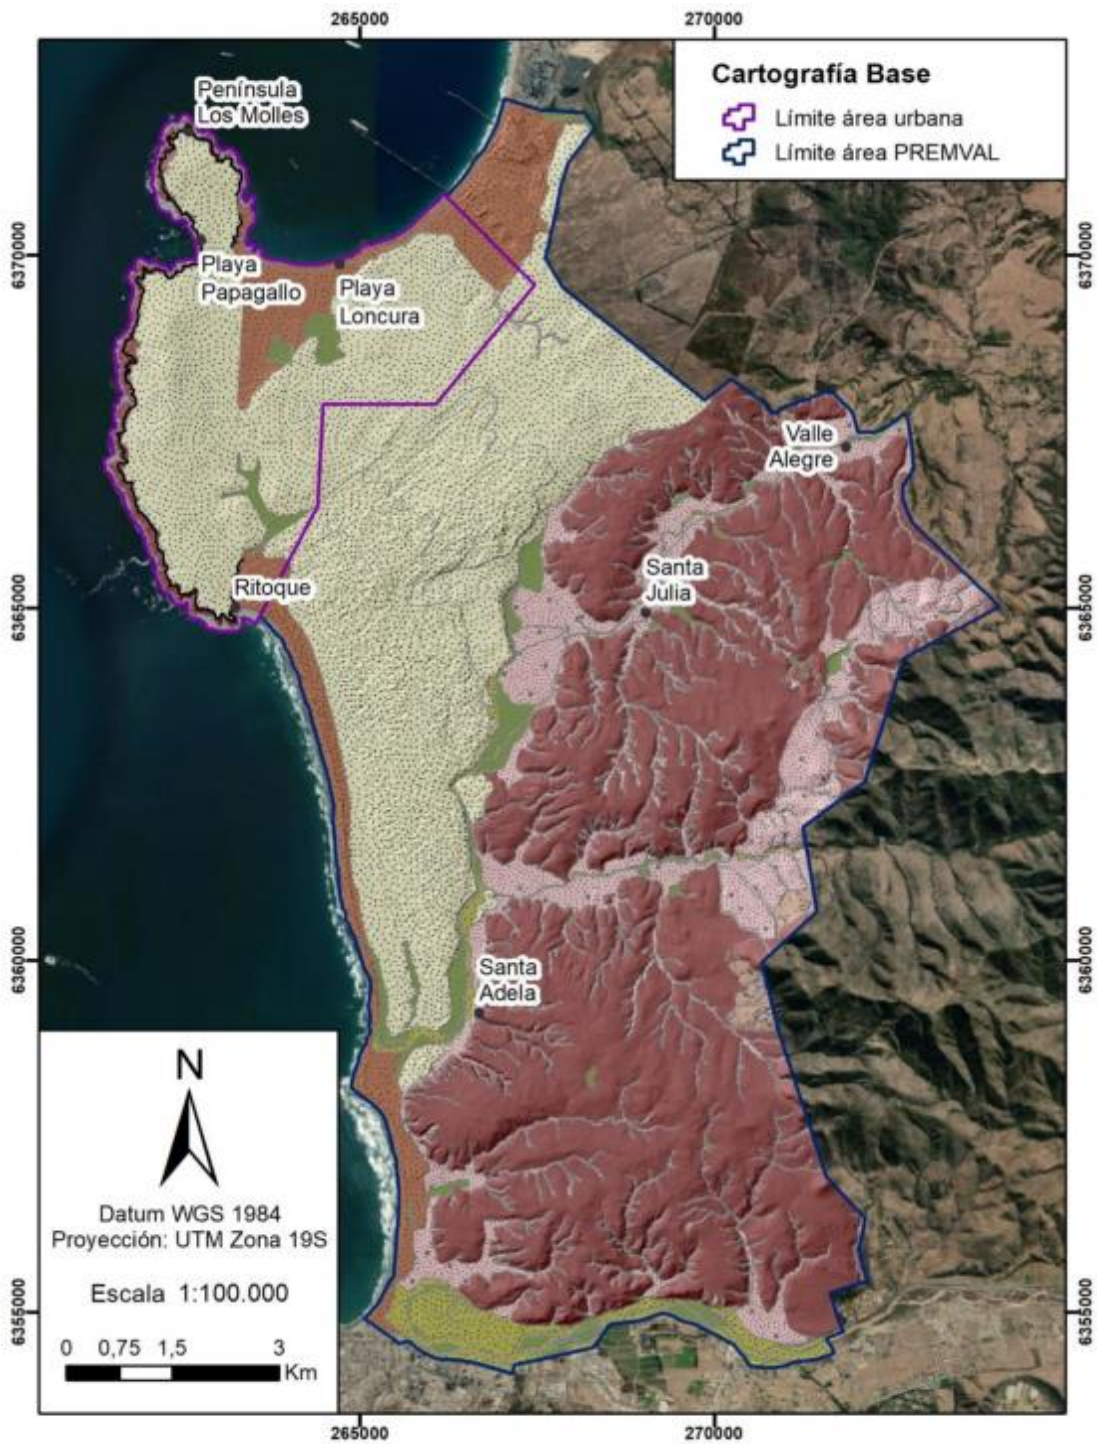 265000
270000
Cartografía Base
Límite área urbana
Límite área PREMVAL
Península
Los Molles
6370000
6370000
Playa
Papagallo
Playa
Loncura
Valle
Alegre
Santa
Julia
Ritoque
6365000
6365000
6360000
6360000
Santa
Adela
N
Datum WGS 1984
Proyección: UTM Zona 19S
Escala 1:100.000
0 0,75 1,5 3
Km
6355000
6355000
265000
270000